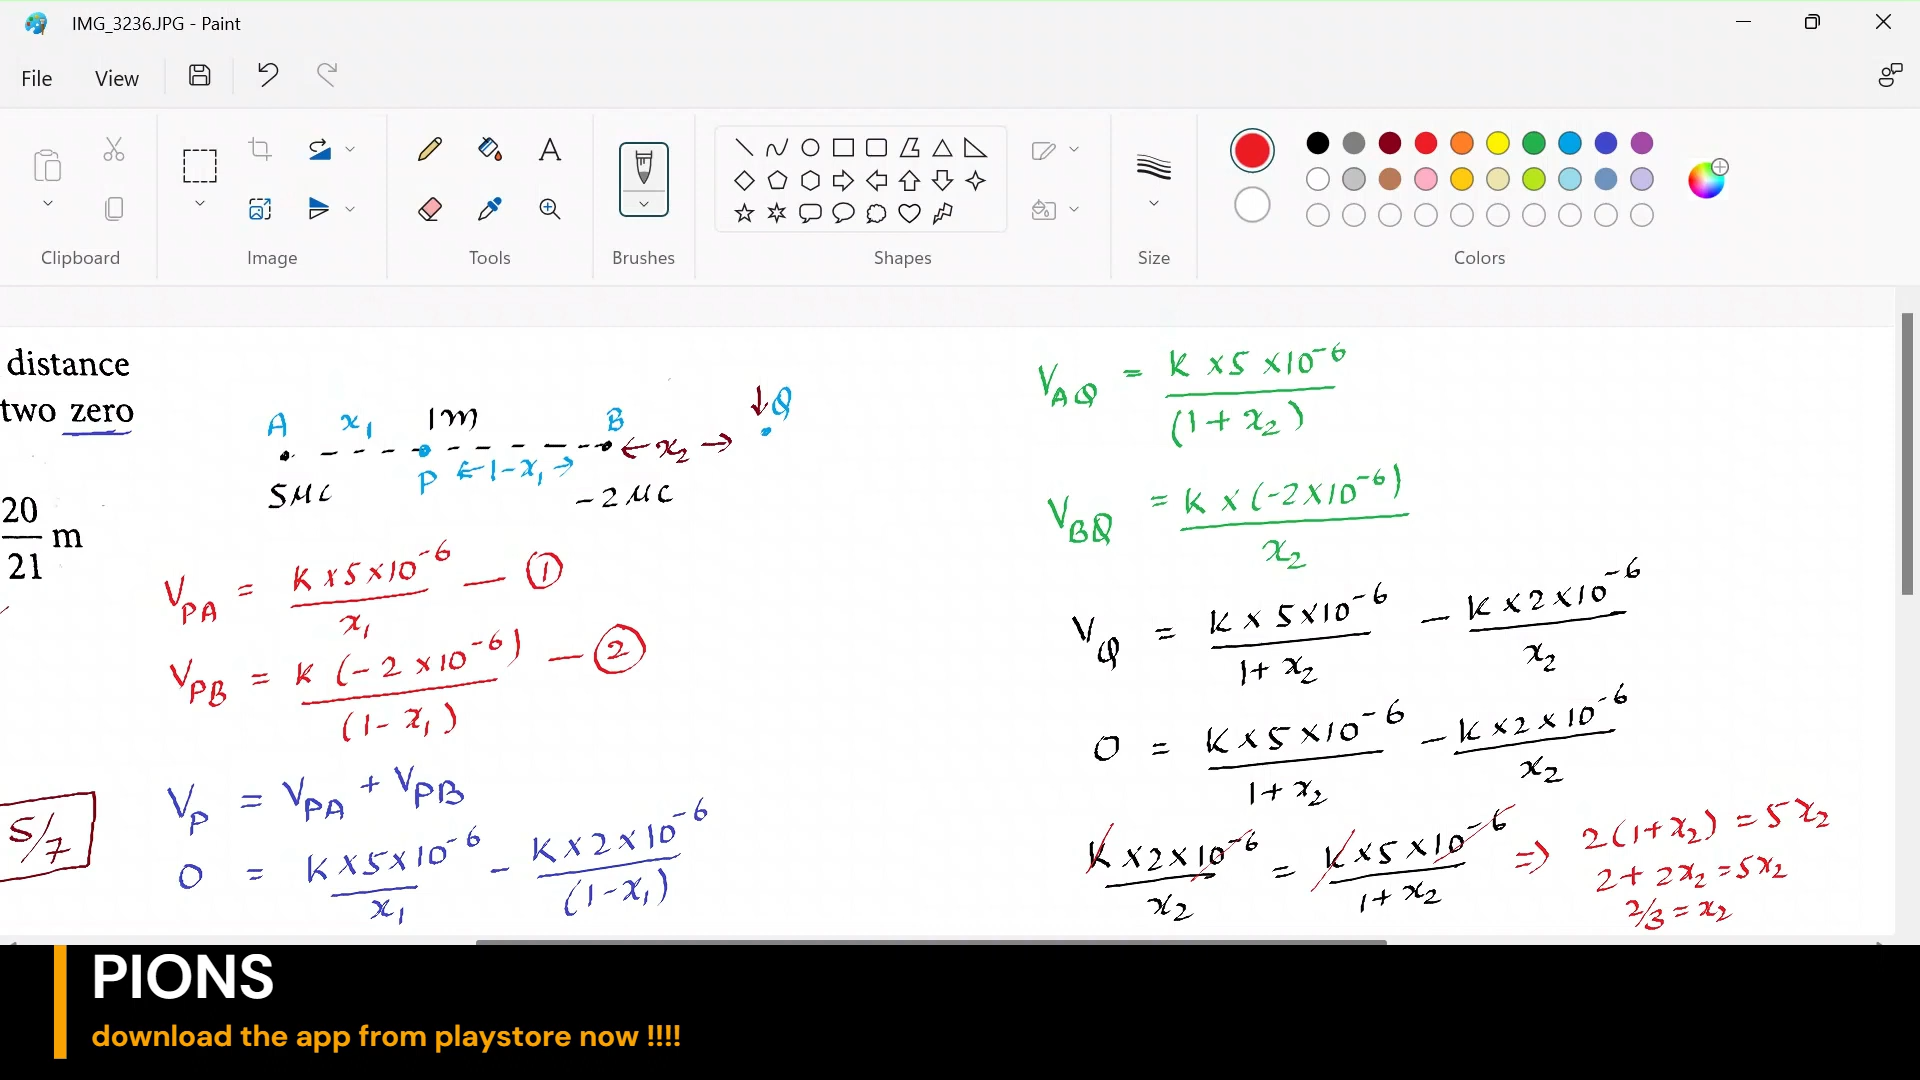 IMG_3236.JPG - Paint
File View
Clipboard
Image
Tools
Brushes
Shapes
Size
Colors
distance
two zero
20
21 m
5/7
A x₁ 1m B ↓Q
P ←1-x₁→ ←x₂→
5μC -2μC
V_PA = K×5×10⁻⁶ / x₁ — ①
V_PB = K(-2×10⁻⁶) / (1-x₁) — ②
V_P = V_PA + V_PB
0 = K×5×10⁻⁶ / x₁ - K×2×10⁻⁶ / (1-x₁)
V_AQ = K×5×10⁻⁶ / (1+x₂)
V_BQ = K×(-2×10⁻⁶) / x₂
V_Q = K×5×10⁻⁶ / 1+x₂ - K×2×10⁻⁶ / x₂
0 = K×5×10⁻⁶ / 1+x₂ - K×2×10⁻⁶ / x₂
K×2×10⁻⁶ / x₂ = K×5×10⁻⁶ / 1+x₂ ⇒ 2(1+x₂) = 5x₂
2+2x₂ = 5x₂
2/3 = x₂
PIONS
download the app from playstore now !!!!